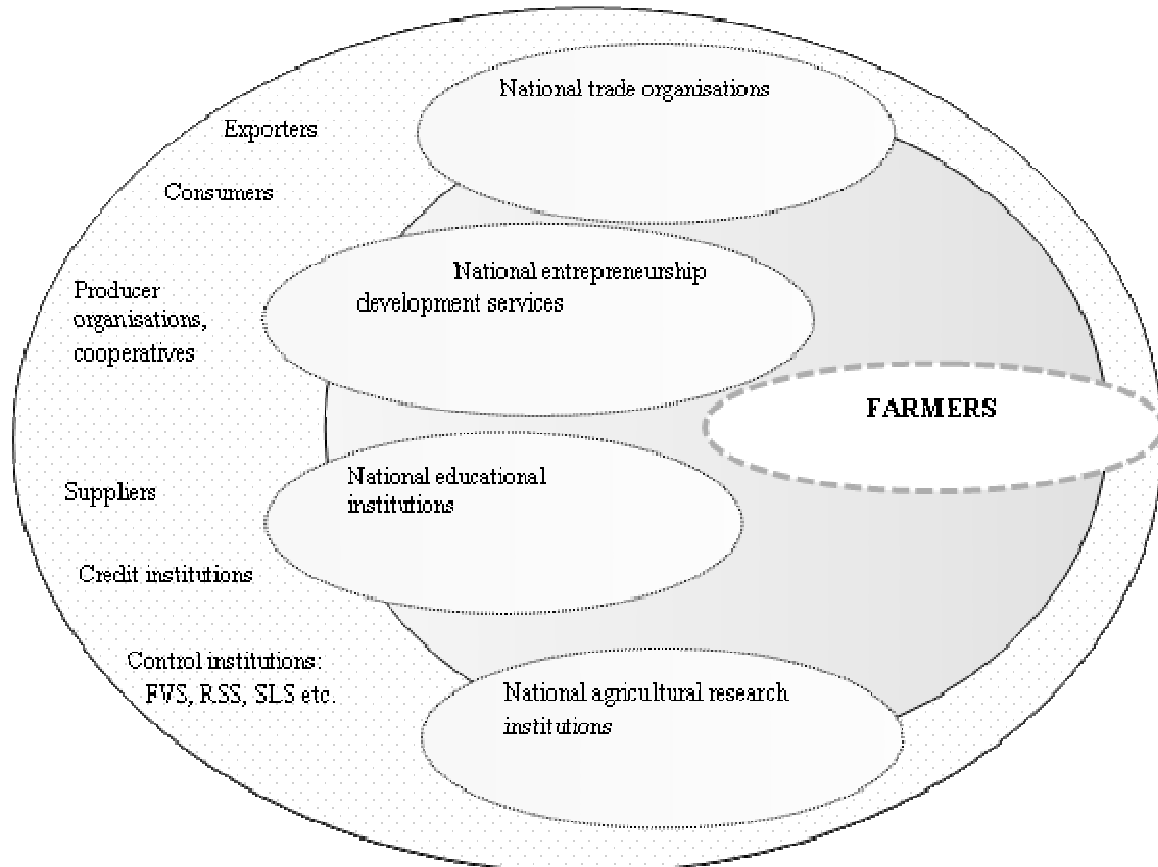 National trade organisations
Exporters
Consumers
National entrepreneurship
development services
Producer
organisations,
cooperatives
FARMERS
National educational
institutions
Suppliers
Credit institutions
Control institutions:
FWS, RSS, SLS etc.
National agricultural research
institutions